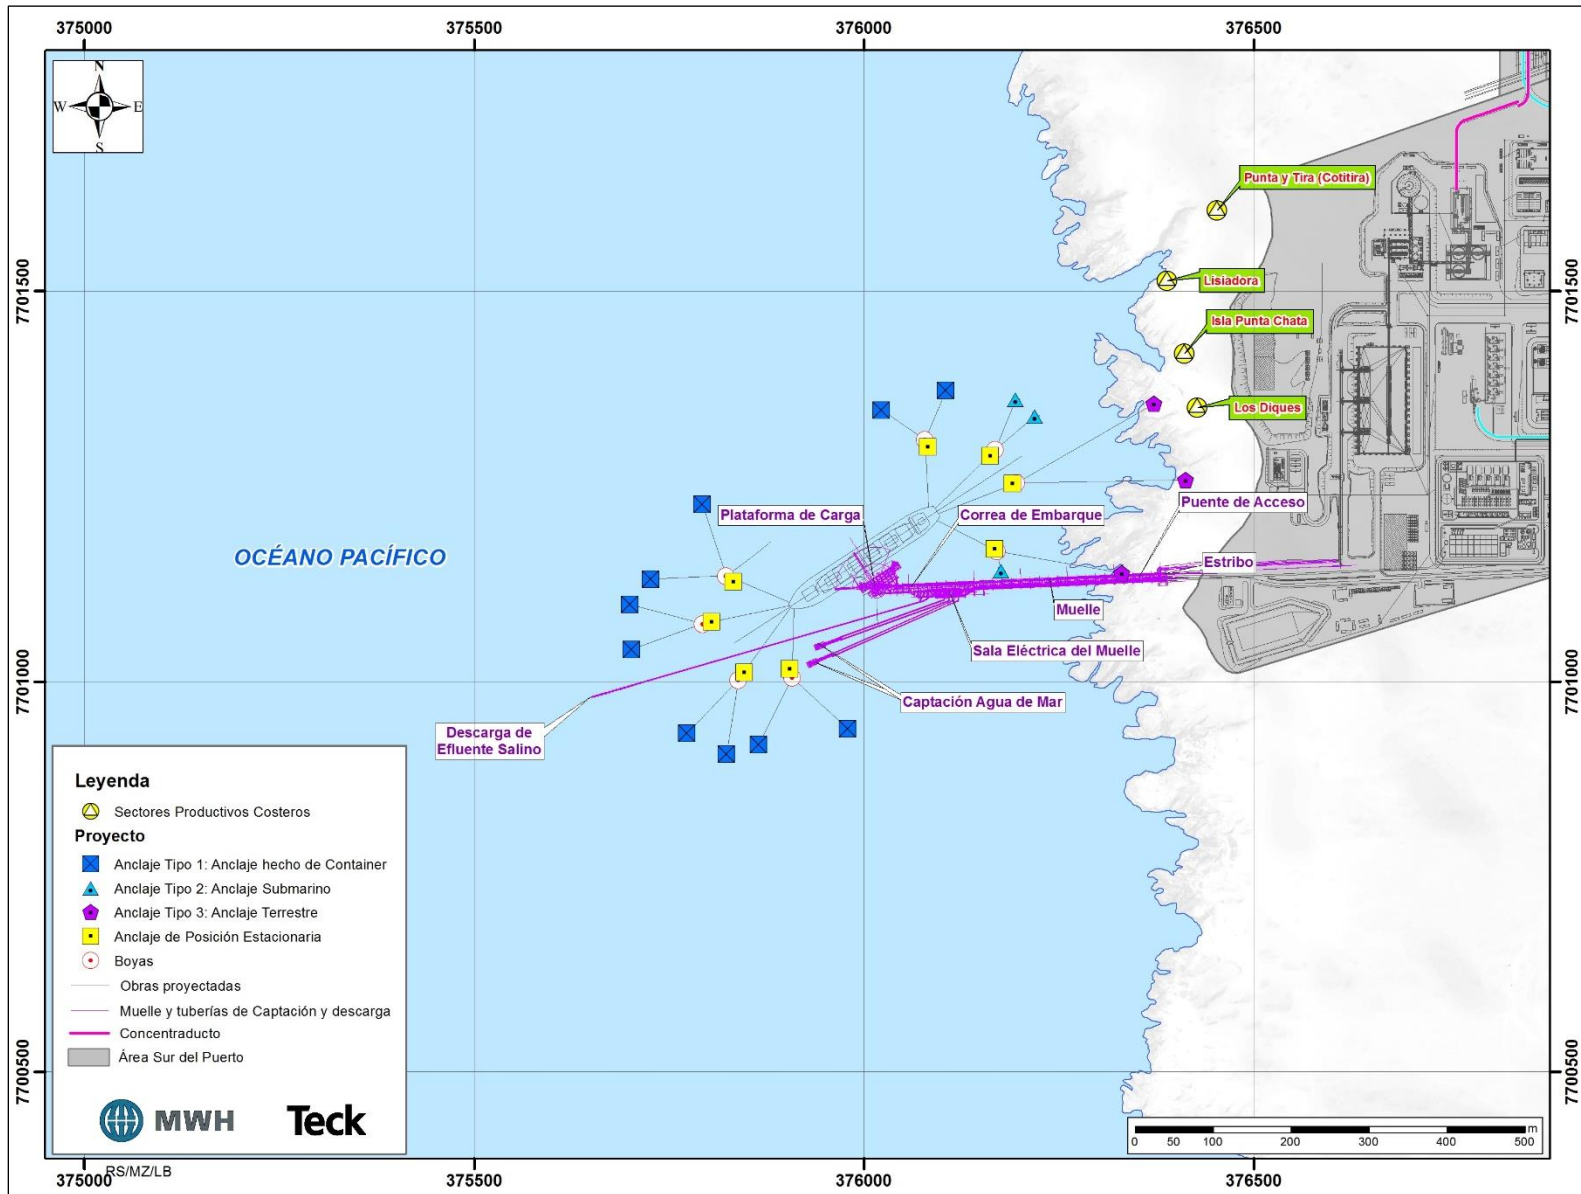 375000
375500
376000
376500
N
W
E
S
Punta y Tira (Cotitira)
7701500
Lisiadora
7701500
Isla Punta Chata
Los Diques
Plataforma de Carga
Correa de Embarque
Puente de Acceso
OCÉANO PACÍFICO
Estribo
Muelle
Sala Eléctrica del Muelle
7701000
7701000
Captación Agua de Mar
Descarga de
Efluente Salino
Leyenda
Sectores Productivos Costeros
Proyecto
Anclaje Tipo 1: Anclaje hecho de Container
Anclaje Tipo 2: Anclaje Submarino
Anclaje Tipo 3: Anclaje Terrestre
Anclaje de Posición Estacionaria
Boyas
Obras proyectadas
Muelle y tuberías de Captación y descarga
Concentraducto
Área Sur del Puerto
7700500
7700500
MWH
Teck
m
0 50 100 200 300 400 500
RS/MZ/LB
375000
375500
376000
376500